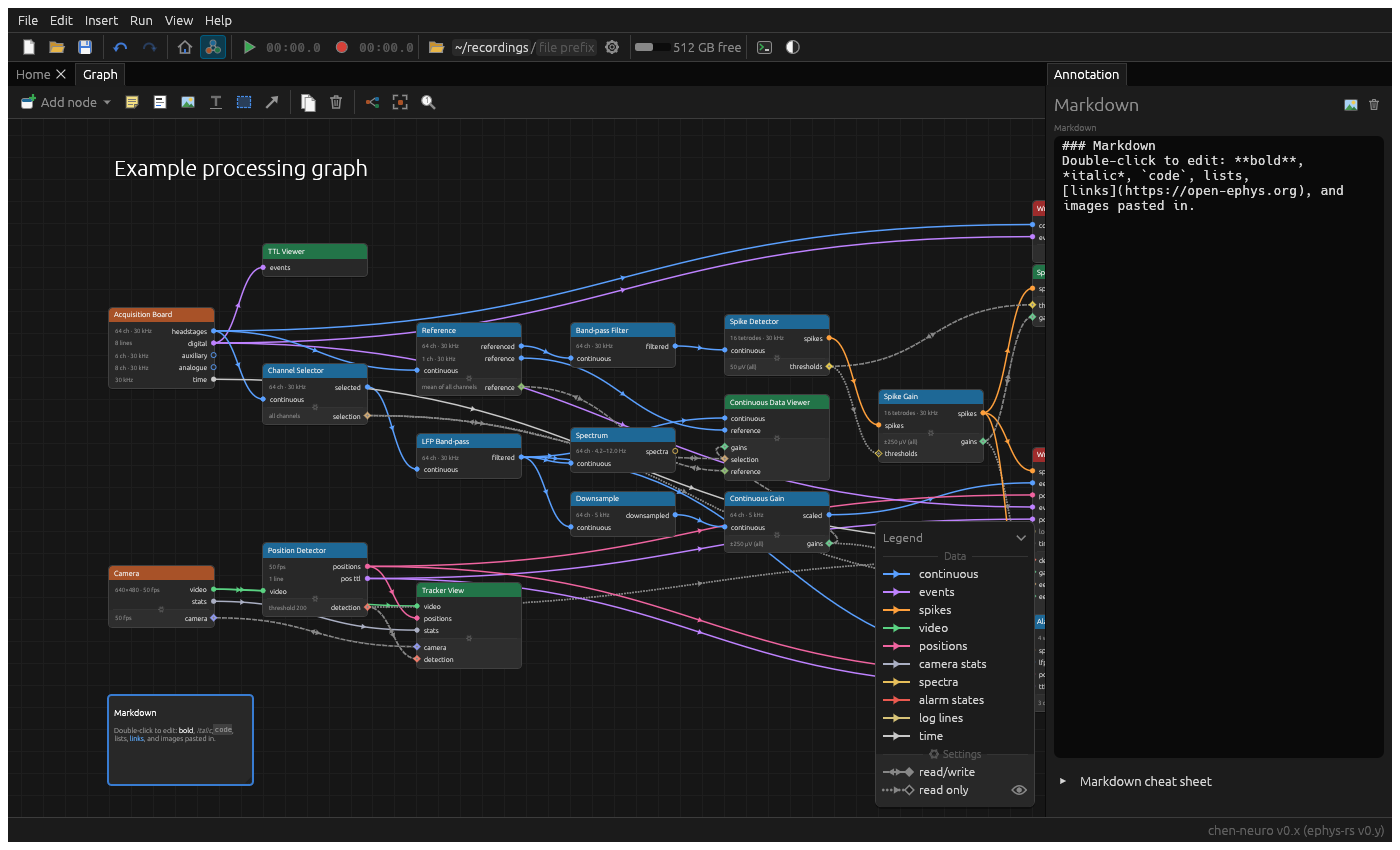 File Edit Insert Run View Help
00:00.0 00:00.0 ~/recordings/ file prefix 512 GB free
Home Graph
Add node
Example processing graph
TTL Viewer
events
Acquisition Board
64 ch · 30 kHz headstages
8 lines digital
6 ch · 30 kHz auxiliary
8 ch · 30 kHz analogue
30 kHz time
Channel Selector
64 ch · 30 kHz selected
continuous
all channels selection
Reference
64 ch · 30 kHz referenced
1 ch · 30 kHz reference
continuous
mean of all channels reference
LFP Band-pass
64 ch · 30 kHz filtered
continuous
Band-pass Filter
64 ch · 30 kHz filtered
continuous
Spectrum
64 ch · 4.2–12.0 Hz spectra
continuous
Downsample
64 ch · 5 kHz downsampled
continuous
Spike Detector
16 tetrodes · 30 kHz spikes
continuous
50 µV (all) thresholds
Continuous Data Viewer
continuous
reference
gains
selection
reference
Continuous Gain
64 ch · 5 kHz scaled
continuous
±250 µV (all) gains
Spike Gain
16 tetrodes · 30 kHz spikes
spikes
±250 µV (all) gains
thresholds
Camera
640×480 · 50 fps video
stats
50 fps camera
Position Detector
50 fps positions
1 line pos ttl
video
threshold 200 detection
Tracker View
video
positions
stats
camera
detection
Markdown
Double-click to edit: bold, italic, code,
lists, links, and images pasted in.
Legend
Data
continuous
events
spikes
video
positions
camera stats
spectra
alarm states
log lines
time
Settings
read/write
read only
Annotation
Markdown
Markdown
### Markdown
Double-click to edit: **bold**,
*italic*, `code`, lists,
[links](https://open-ephys.org), and
images pasted in.
Markdown cheat sheet
chen-neuro v0.x (ephys-rs v0.y)